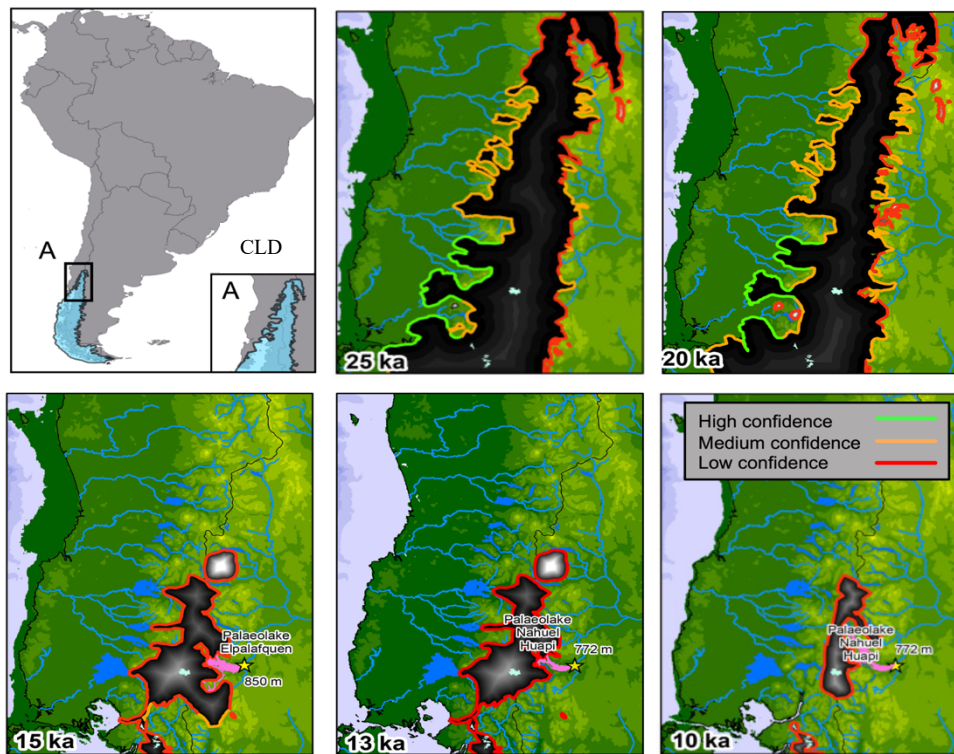 A
CLD
A
25 ka
20 ka
Palaeolake
Elpalafquen
850 m
15 ka
Palaeolake
Nahuel
Huapi
772 m
13 ka
High confidence
Medium confidence
Low confidence
Palaeolake
Nahuel
Huapi
772 m
10 ka